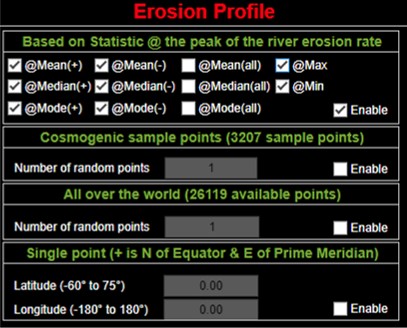 Erosion Profile
Based on Statistic @ the peak of the river erosion rate
@Mean(+) @Mean(-) @Mean(all) @Max
@Median(+) @Median(-) @Median(all) @Min
@Mode(+) @Mode(-) @Mode(all)
Enable
Cosmogenic sample points (3207 sample points)
Number of random points 1 Enable
All over the world (26119 available points)
Number of random points 1 Enable
Single point (+ is N of Equator & E of Prime Meridian)
Latitude (-60° to 75°) 0.00
Longitude (-180° to 180°) 0.00 Enable